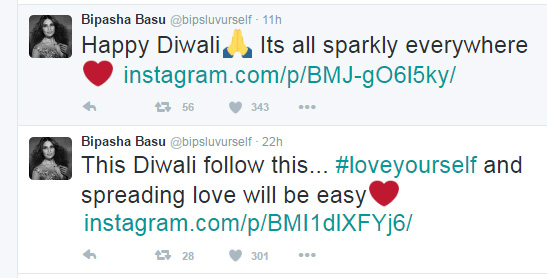 Bipasha Basu @bipsluvurself · 11h
Happy Diwali🙏 Its all sparkly everywhere
❤ instagram.com/p/BMJ-gO6I5ky/
56 343
Bipasha Basu @bipsluvurself · 22h
This Diwali follow this... #loveyourself and
spreading love will be easy❤
instagram.com/p/BMI1dIXFYj6/
28 301